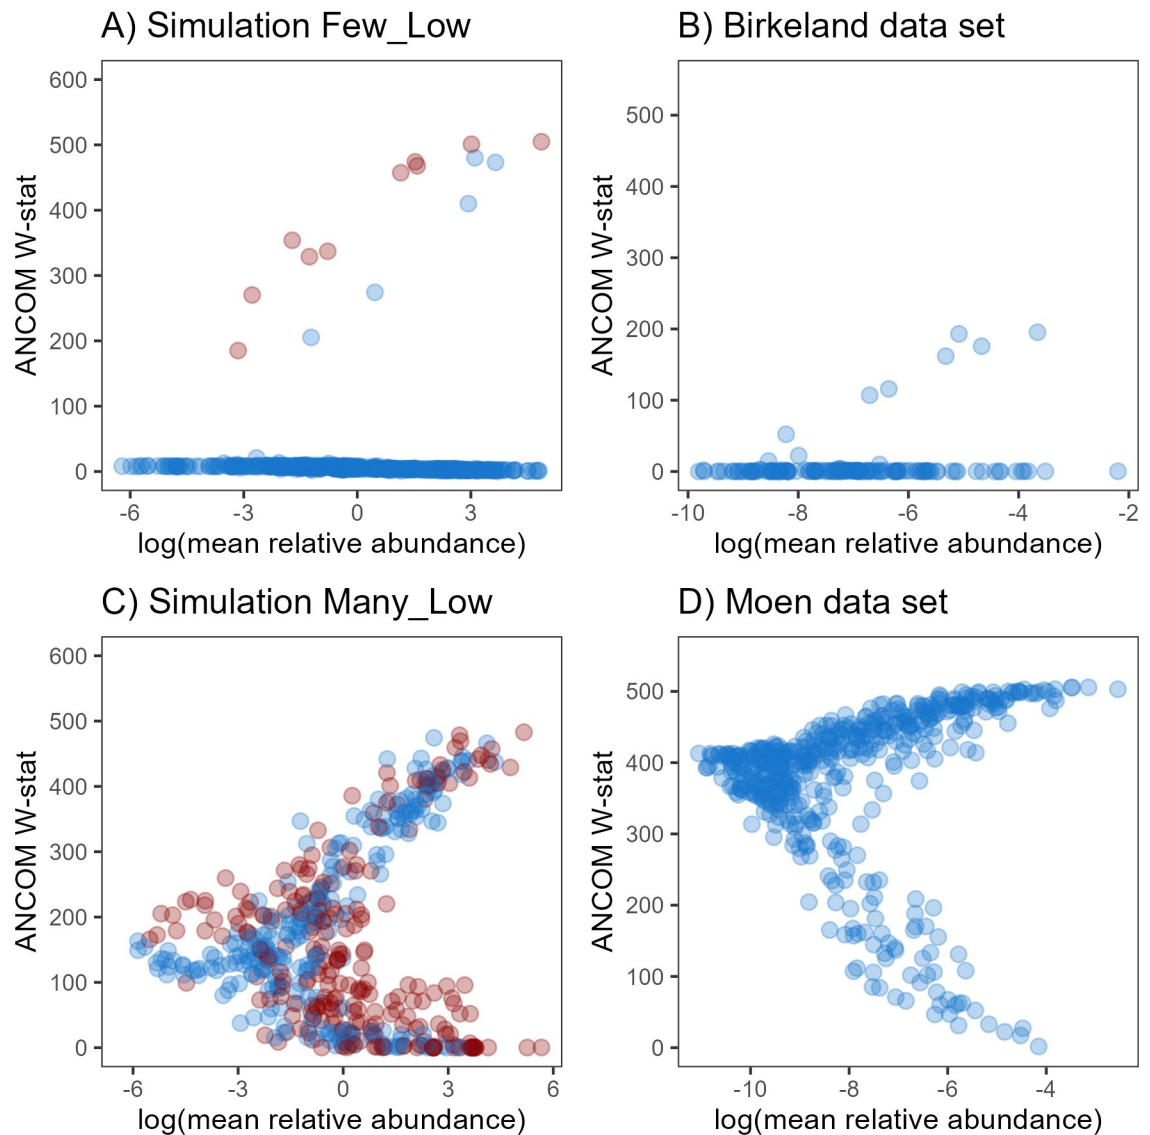 A) Simulation Few_Low
ANCOM W-stat
600
500
400
300
200
100
0
-6 -3 0 3
log(mean relative abundance)
B) Birkeland data set
ANCOM W-stat
500
400
300
200
100
0
-10 -8 -6 -4 -2
log(mean relative abundance)
C) Simulation Many_Low
ANCOM W-stat
600
500
400
300
200
100
0
-6 -3 0 3 6
log(mean relative abundance)
D) Moen data set
ANCOM W-stat
500
400
300
200
100
0
-10 -8 -6 -4
log(mean relative abundance)